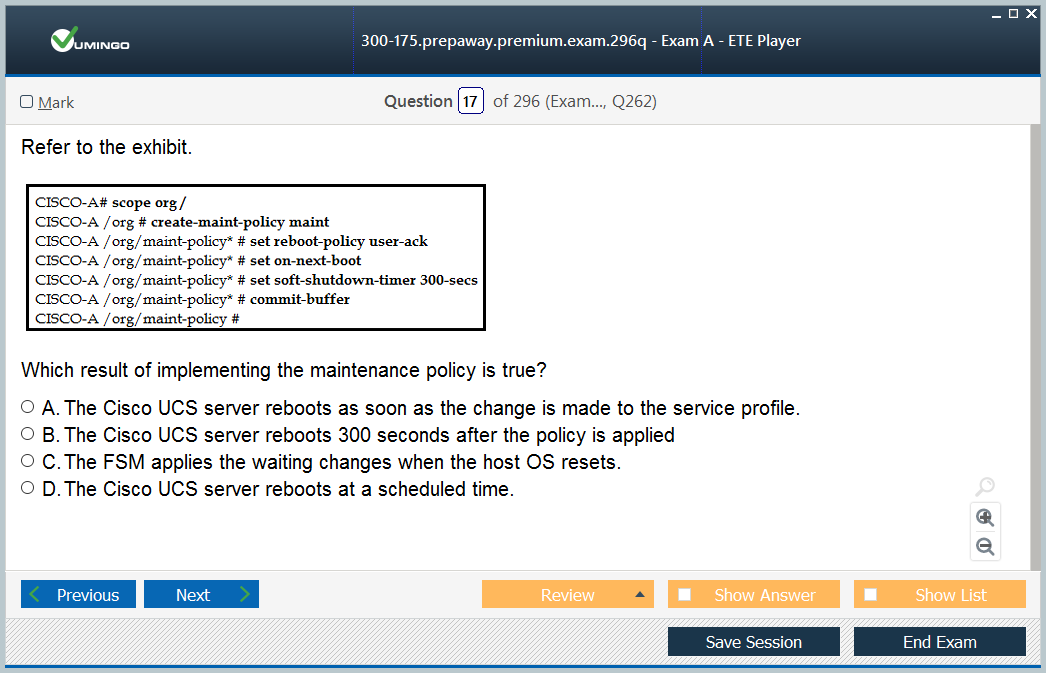 VUMINGO
300-175.prepaway.premium.exam.296q - Exam A - ETE Player
Mark
Question 17 of 296 (Exam..., Q262)
Refer to the exhibit.
CISCO-A# scope org/
CISCO-A /org # create-maint-policy maint
CISCO-A /org/maint-policy* # set reboot-policy user-ack
CISCO-A /org/maint-policy* # set on-next-boot
CISCO-A /org/maint-policy* # set soft-shutdown-timer 300-secs
CISCO-A /org/maint-policy* # commit-buffer
CISCO-A /org/maint-policy #
Which result of implementing the maintenance policy is true?
A. The Cisco UCS server reboots as soon as the change is made to the service profile.
B. The Cisco UCS server reboots 300 seconds after the policy is applied
C. The FSM applies the waiting changes when the host OS resets.
D. The Cisco UCS server reboots at a scheduled time.
Previous
Next
Review
Show Answer
Show List
Save Session
End Exam